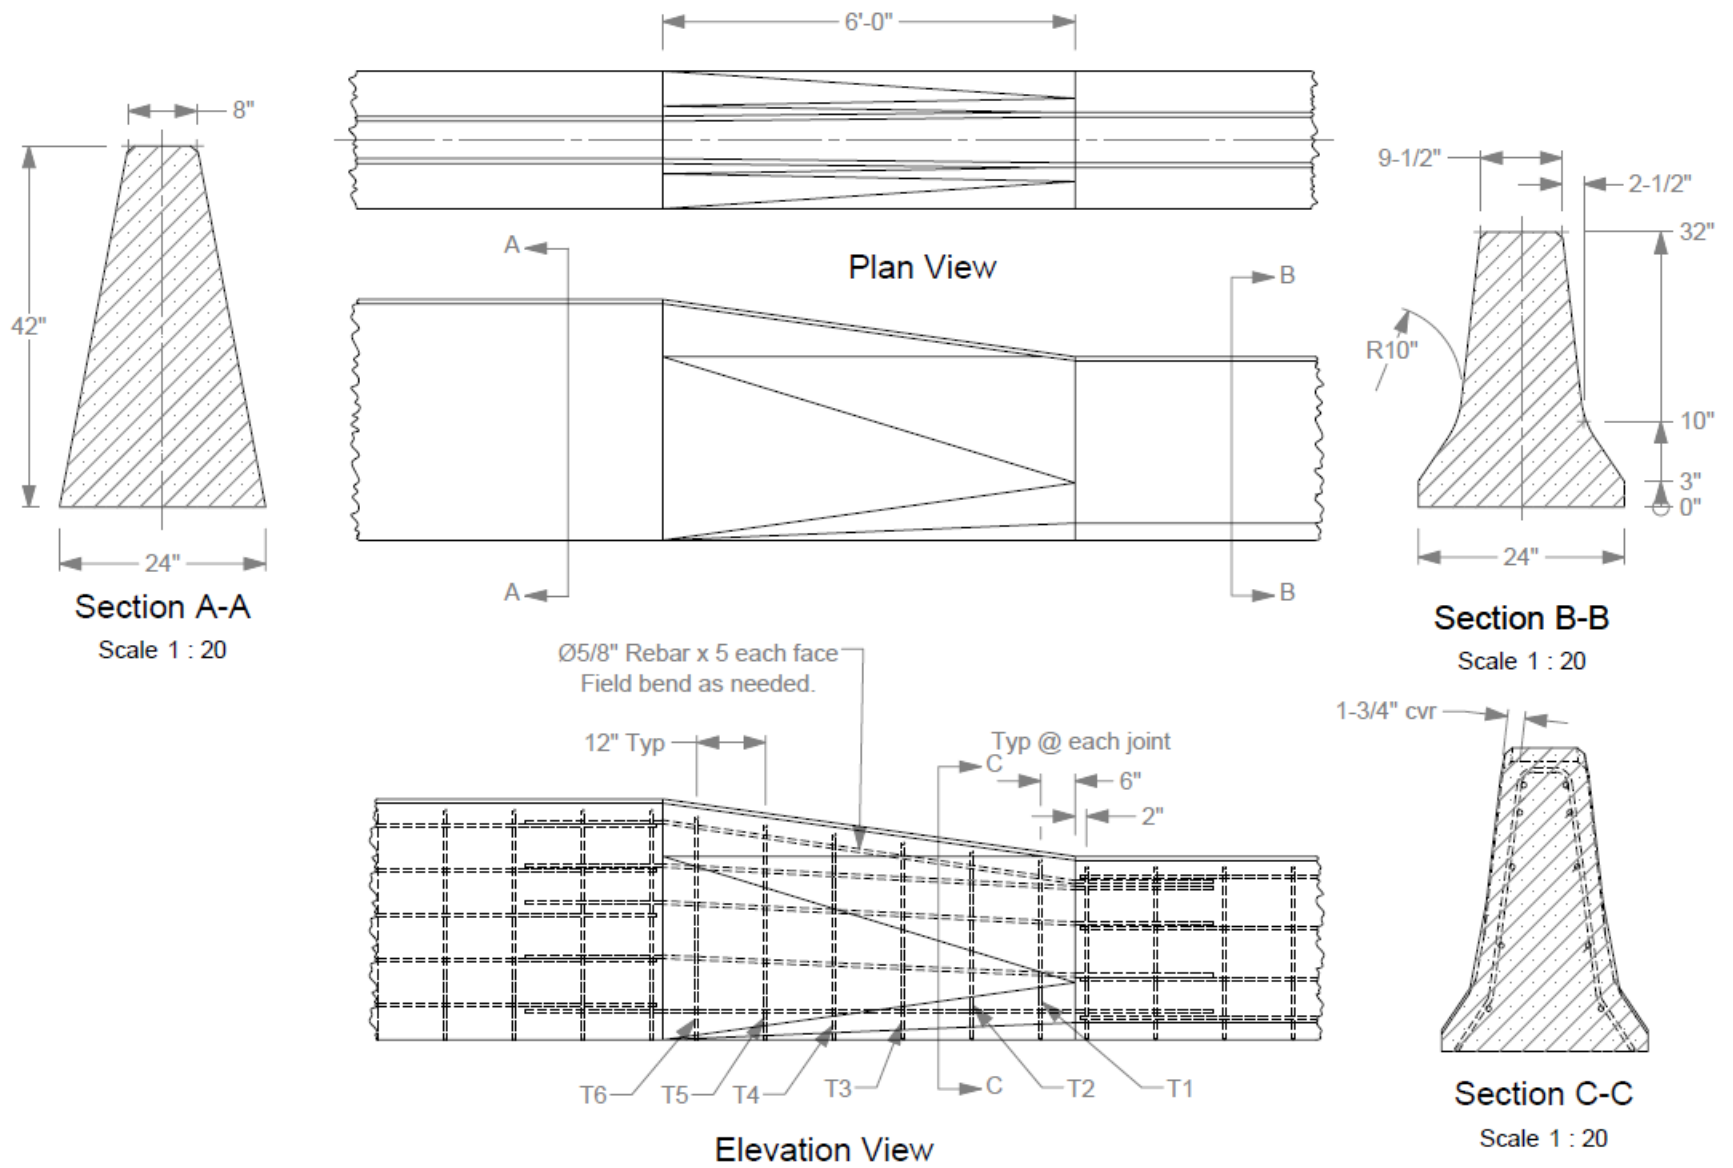 6'-0"
8"
42"
24"
Section A-A
Scale 1 : 20
Plan View
A
A
B
B
9-1/2"
2-1/2"
32"
R10"
10"
3"
0"
24"
Section B-B
Scale 1 : 20
Ø5/8" Rebar x 5 each face
Field bend as needed.
12" Typ
Typ @ each joint
C
6"
2"
T6
T5
T4
T3
C
T2
T1
Elevation View
1-3/4" cvr
Section C-C
Scale 1 : 20